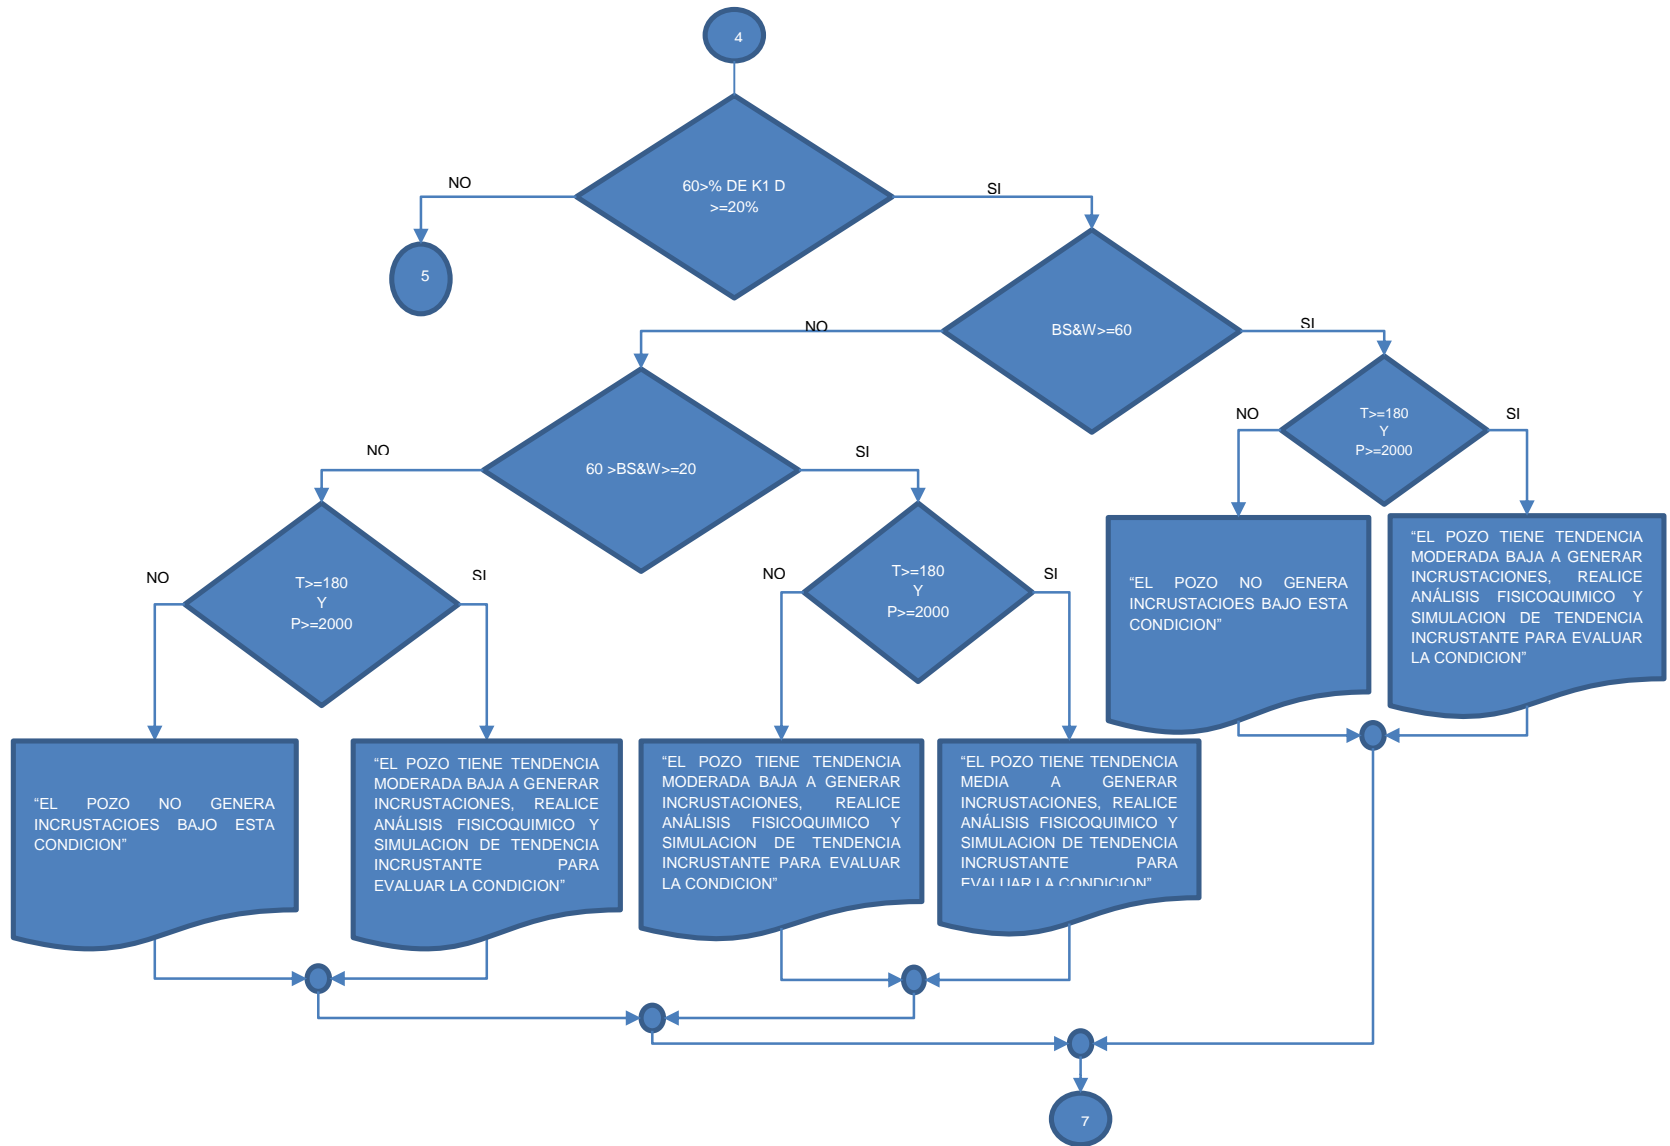 4
60>% DE K1 D
>=20%
NO
SI
5
BS&W>=60
NO
SI
T>=180
Y
P>=2000
NO
SI
60 >BS&W>=20
NO
SI
T>=180
Y
P>=2000
NO
SI
T>=180
Y
P>=2000
NO
SI
“EL POZO NO GENERA
INCRUSTACIOES BAJO ESTA
CONDICION”
“EL POZO TIENE TENDENCIA
MODERADA BAJA A GENERAR
INCRUSTACIONES, REALICE
ANÁLISIS FISICOQUIMICO Y
SIMULACION DE TENDENCIA
INCRUSTANTE PARA EVALUAR
LA CONDICION”
“EL POZO NO GENERA
INCRUSTACIOES BAJO ESTA
CONDICION”
“EL POZO TIENE TENDENCIA
MODERADA BAJA A GENERAR
INCRUSTACIONES, REALICE
ANÁLISIS FISICOQUIMICO Y
SIMULACION DE TENDENCIA
INCRUSTANTE PARA
EVALUAR LA CONDICION”
“EL POZO TIENE TENDENCIA
MODERADA BAJA A GENERAR
INCRUSTACIONES, REALICE
ANÁLISIS FISICOQUIMICO Y
SIMULACION DE TENDENCIA
INCRUSTANTE PARA EVALUAR
LA CONDICION”
“EL POZO TIENE TENDENCIA
MEDIA A GENERAR
INCRUSTACIONES, REALICE
ANÁLISIS FISICOQUIMICO Y
SIMULACION DE TENDENCIA
INCRUSTANTE PARA
EVALUAR LA CONDICION”
7